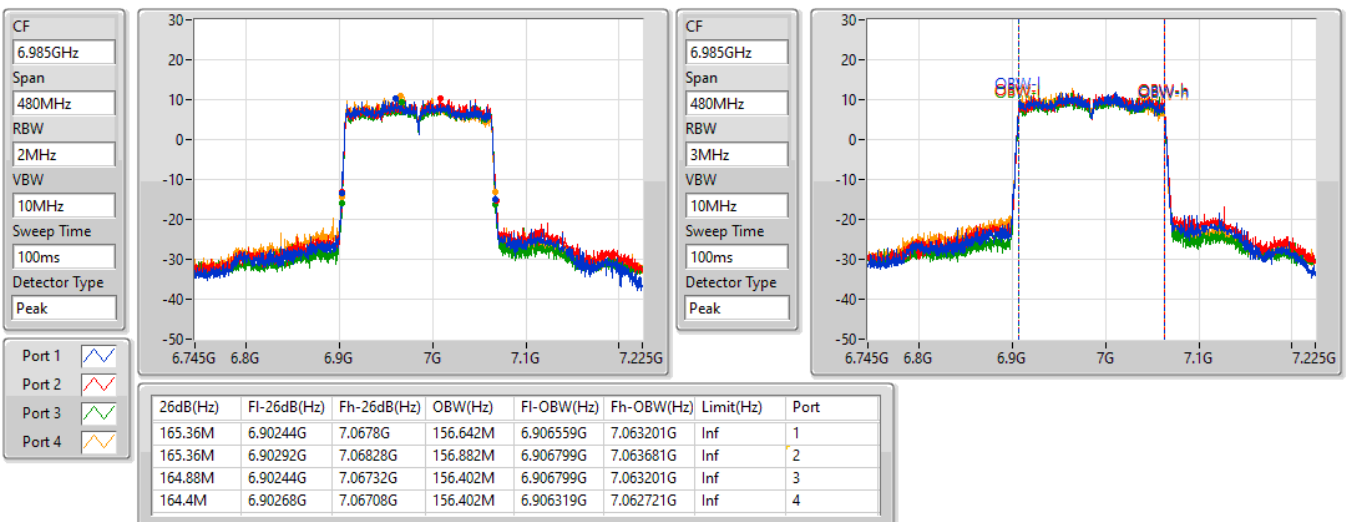 CF
6.985GHz
Span
480MHz
RBW
2MHz
VBW
10MHz
Sweep Time
100ms
Detector Type
Peak
30
20
10
0
-10
-20
-30
-40
-50
6.745G 6.8G 6.9G 7G 7.1G 7.225G
CF
6.985GHz
Span
480MHz
RBW
3MHz
VBW
10MHz
Sweep Time
100ms
Detector Type
Peak
30
20
10
0
-10
-20
-30
-40
-50
OBW-l
OBW-l
OBW-h
6.745G 6.8G 6.9G 7G 7.1G 7.225G
Port 1
Port 2
Port 3
Port 4
26dB(Hz) Fl-26dB(Hz) Fh-26dB(Hz) OBW(Hz) Fl-OBW(Hz) Fh-OBW(Hz) Limit(Hz) Port
165.36M 6.90244G 7.0678G 156.642M 6.906559G 7.063201G Inf 1
165.36M 6.90292G 7.06828G 156.882M 6.906799G 7.063681G Inf 2
164.88M 6.90244G 7.06732G 156.402M 6.906799G 7.063201G Inf 3
164.4M 6.90268G 7.06708G 156.402M 6.906319G 7.062721G Inf 4